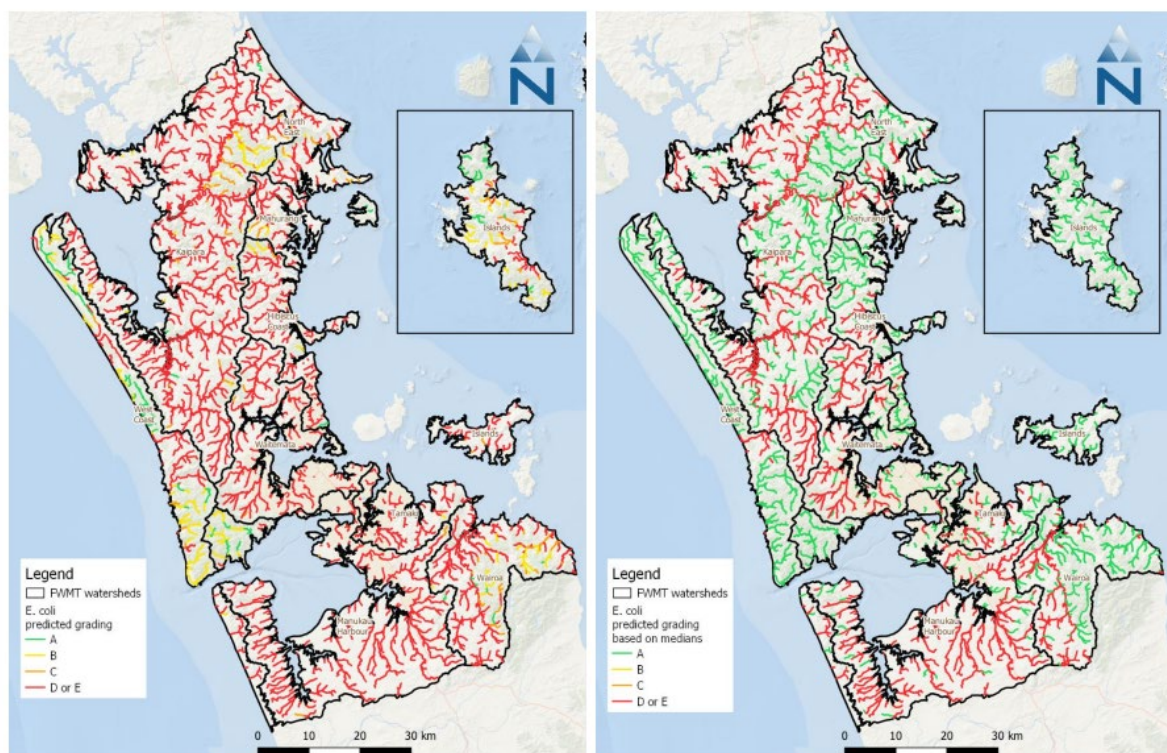 N
North
East
Mahurangi
Islands
Kaipara
Hibiscus
Coast
West
Coast
Waitemata
Islands
Tamaki
Wairoa
Manukau
Harbour
Legend
FWMT watersheds
E. coli
predicted grading
A
B
C
D or E
0 10 20 30 km
N
North
East
Mahurangi
Islands
Kaipara
Hibiscus
Coast
West
Coast
Waitemata
Islands
Tamaki
Wairoa
Manukau
Harbour
Legend
FWMT watersheds
E. coli
predicted grading
based on medians
A
B
C
D or E
0 10 20 30 km